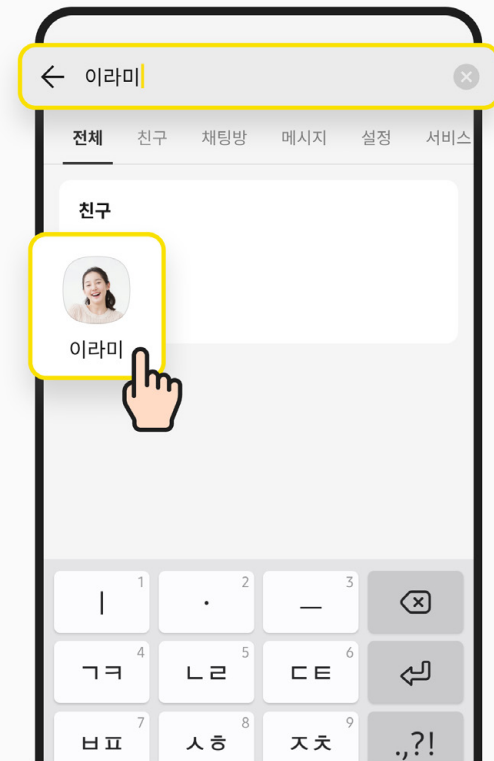 이라미
전체 친구 채팅방 메시지 설정 서비스
친구
이라미
ㅣ 1 · 2 ㅡ 3
ㄱㅋ 4 ㄴㄹ 5 ㄷㅌ 6
ㅂㅍ 7 ㅅㅎ 8 ㅈㅊ 9 .,?!